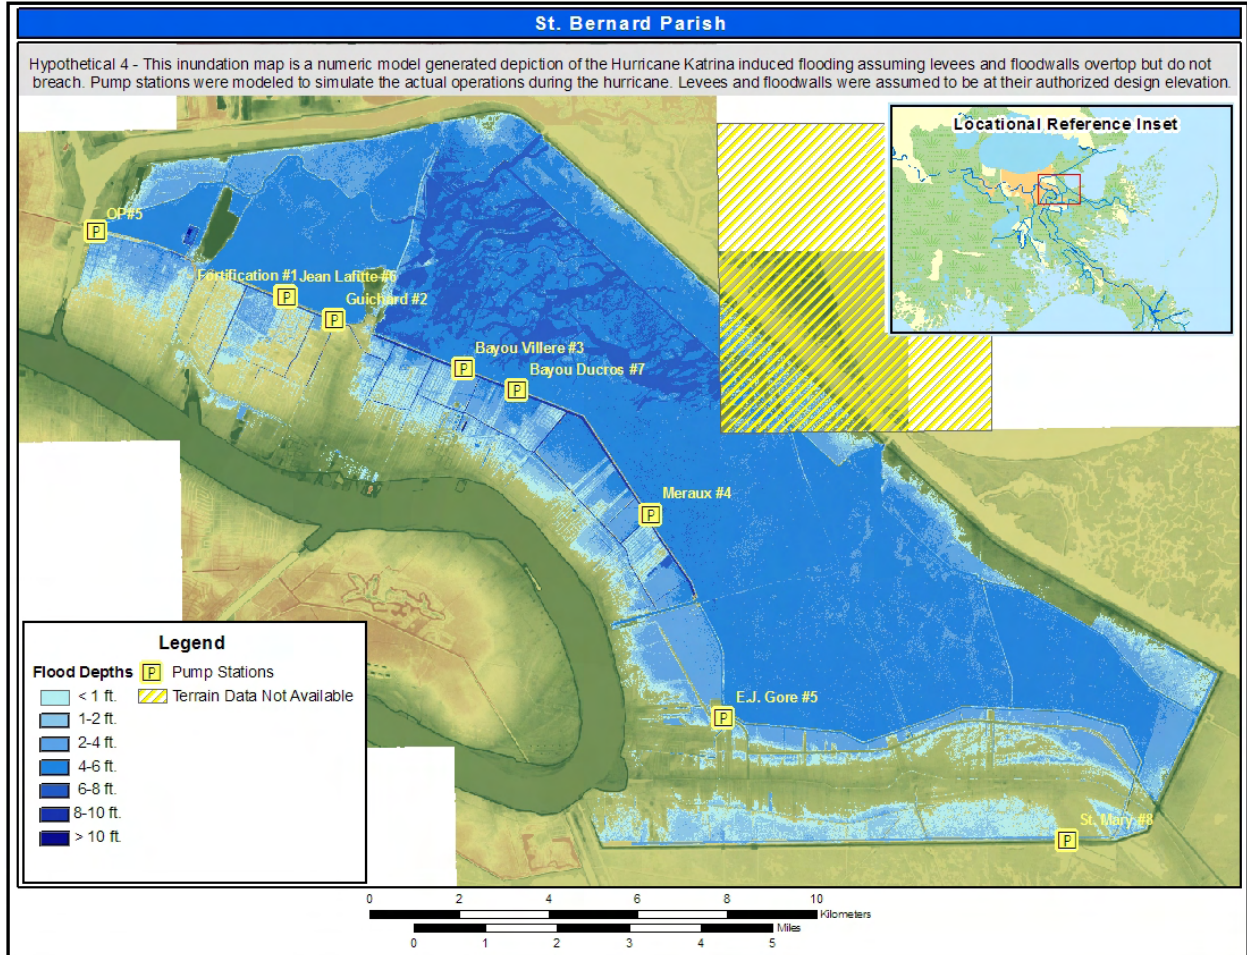 St. Bernard Parish
Hypothetical 4 - This inundation map is a numeric model generated depiction of the Hurricane Katrina induced flooding assuming levees and floodwalls overtop but do not
breach. Pump stations were modeled to simulate the actual operations during the hurricane. Levees and floodwalls were assumed to be at their authorized design elevation.
Locational Reference Inset
OP#5
P
Fortification #1 Jean Lafitte #6
P
Guichard #2
P
Bayou Villere #3
P
Bayou Ducros #7
P
Meraux #4
P
E.J. Gore #5
P
St. Mary #8
P
Legend
Flood Depths P Pump Stations
< 1 ft. Terrain Data Not Available
1-2 ft.
2-4 ft.
4-6 ft.
6-8 ft.
8-10 ft.
> 10 ft.
0 2 4 6 8 10
Kilometers
Miles
0 1 2 3 4 5